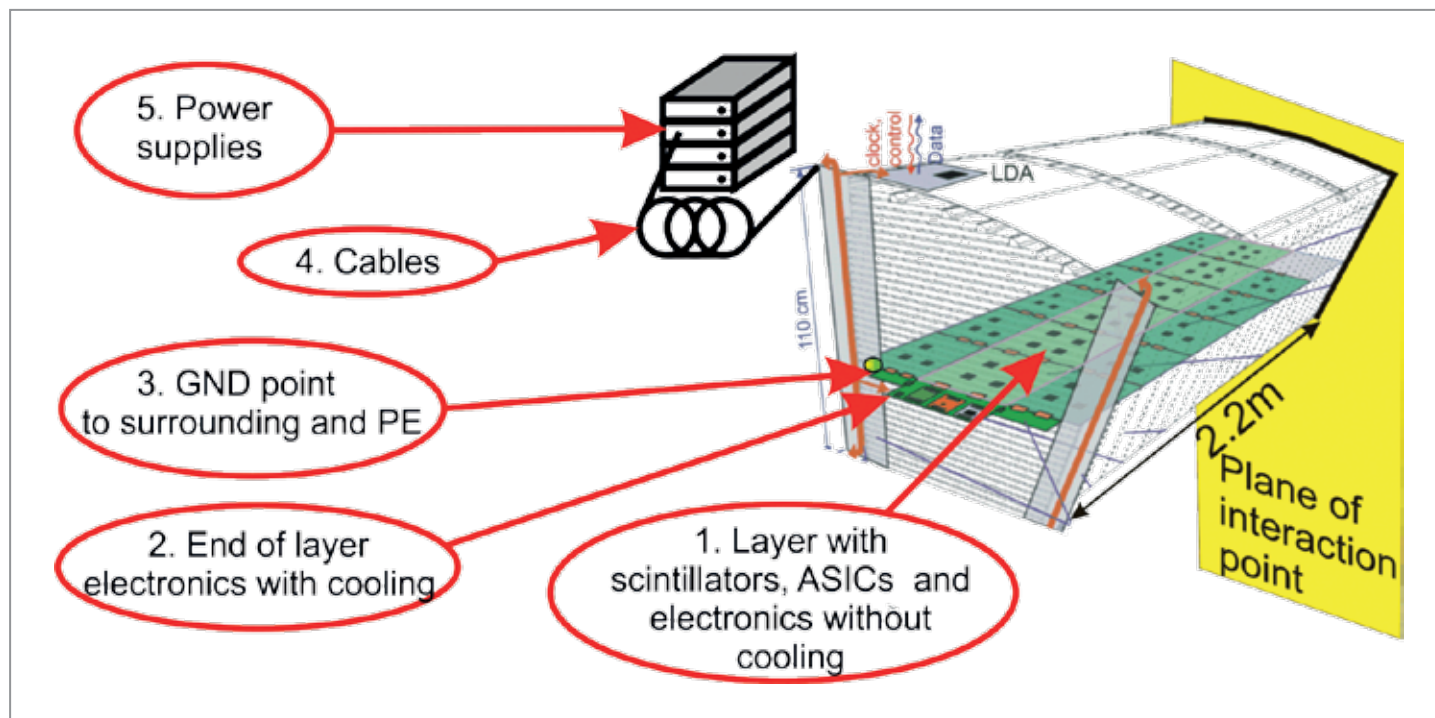 5. Power
supplies
clock,
control
Data
LDA
4. Cables
110 cm
3. GND point
to surrounding and PE
2.2m
Plane of
interaction
point
2. End of layer
electronics with cooling
1. Layer with
scintillators, ASICs and
electronics without
cooling